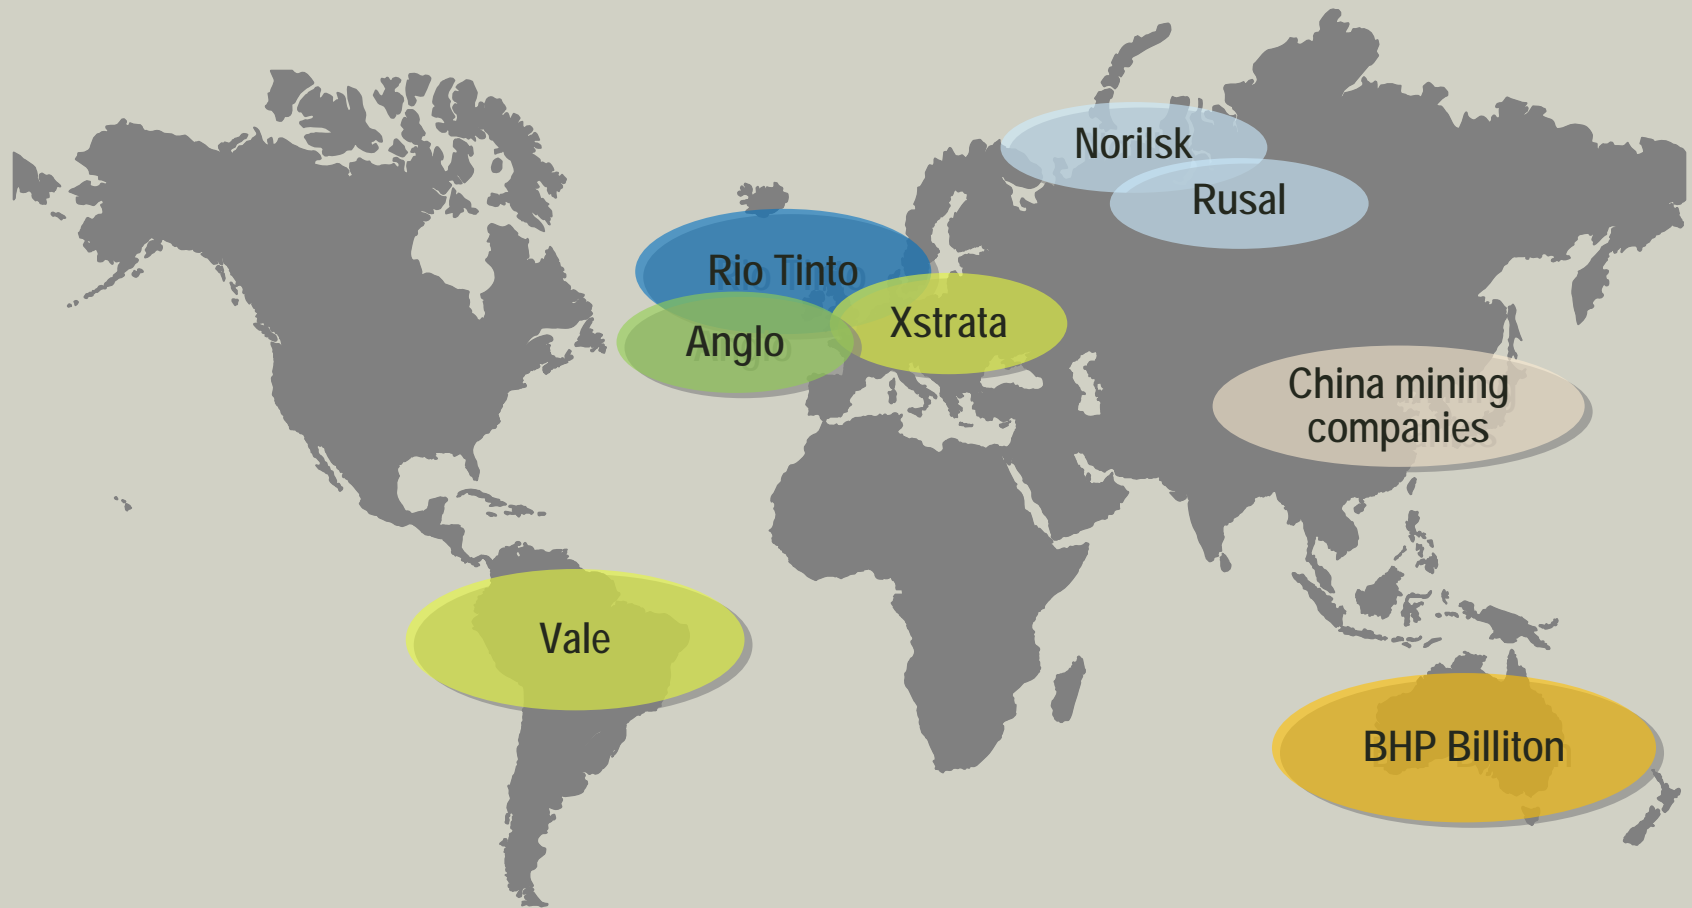 Norilsk
Rusal
Rio Tinto
Xstrata
Anglo
China mining
companies
Vale
BHP Billiton